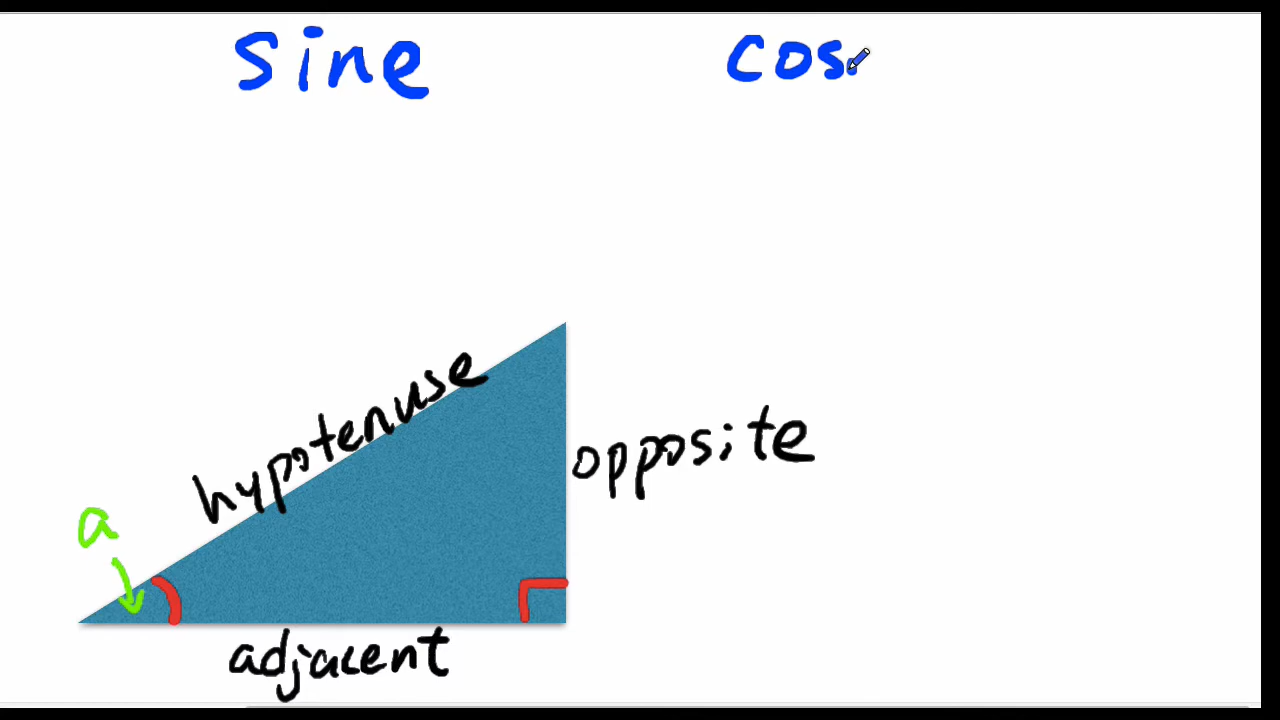 sine cos
hypotenuse
opposite
a
adjacent